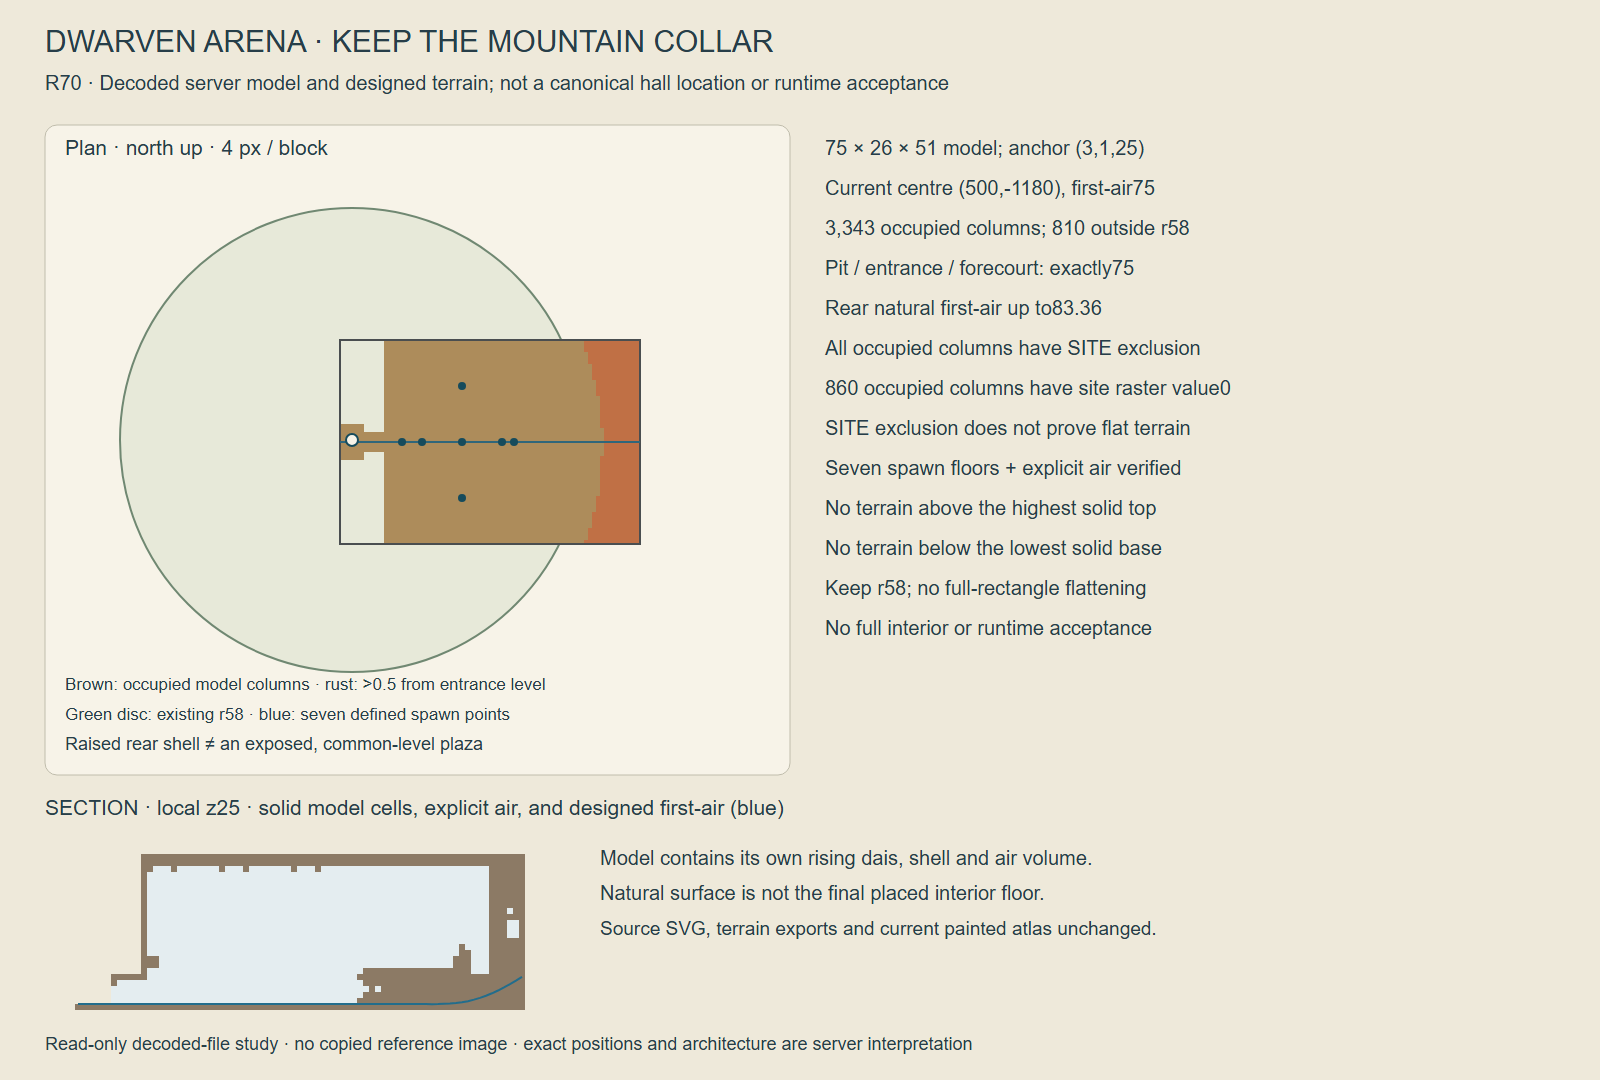 DWARVEN ARENA · KEEP THE MOUNTAIN COLLAR
R70 · Decoded server model and designed terrain; not a canonical hall location or runtime acceptance
Plan · north up · 4 px / block
75 × 26 × 51 model; anchor (3,1,25)
Current centre (500,-1180), first-air75
3,343 occupied columns; 810 outside r58
Pit / entrance / forecourt: exactly75
Rear natural first-air up to83.36
All occupied columns have SITE exclusion
860 occupied columns have site raster value0
SITE exclusion does not prove flat terrain
Seven spawn floors + explicit air verified
No terrain above the highest solid top
No terrain below the lowest solid base
Keep r58; no full-rectangle flattening
No full interior or runtime acceptance
Brown: occupied model columns · rust: >0.5 from entrance level
Green disc: existing r58 · blue: seven defined spawn points
Raised rear shell ≠ an exposed, common-level plaza
SECTION · local z25 · solid model cells, explicit air, and designed first-air (blue)
Model contains its own rising dais, shell and air volume.
Natural surface is not the final placed interior floor.
Source SVG, terrain exports and current painted atlas unchanged.
Read-only decoded-file study · no copied reference image · exact positions and architecture are server interpretation